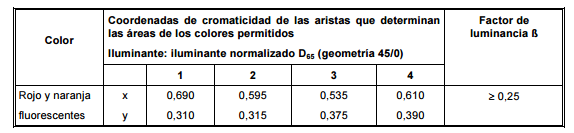 Color
Coordenadas de cromaticidad de las aristas que determinan
las áreas de los colores permitidos
Iluminante: iluminante normalizado D65 (geometría 45/0)
Factor de
luminancia ß
1 2 3 4
Rojo y naranja x 0,690 0,595 0,535 0,610 ≥ 0,25
fluorescentes y 0,310 0,315 0,375 0,390